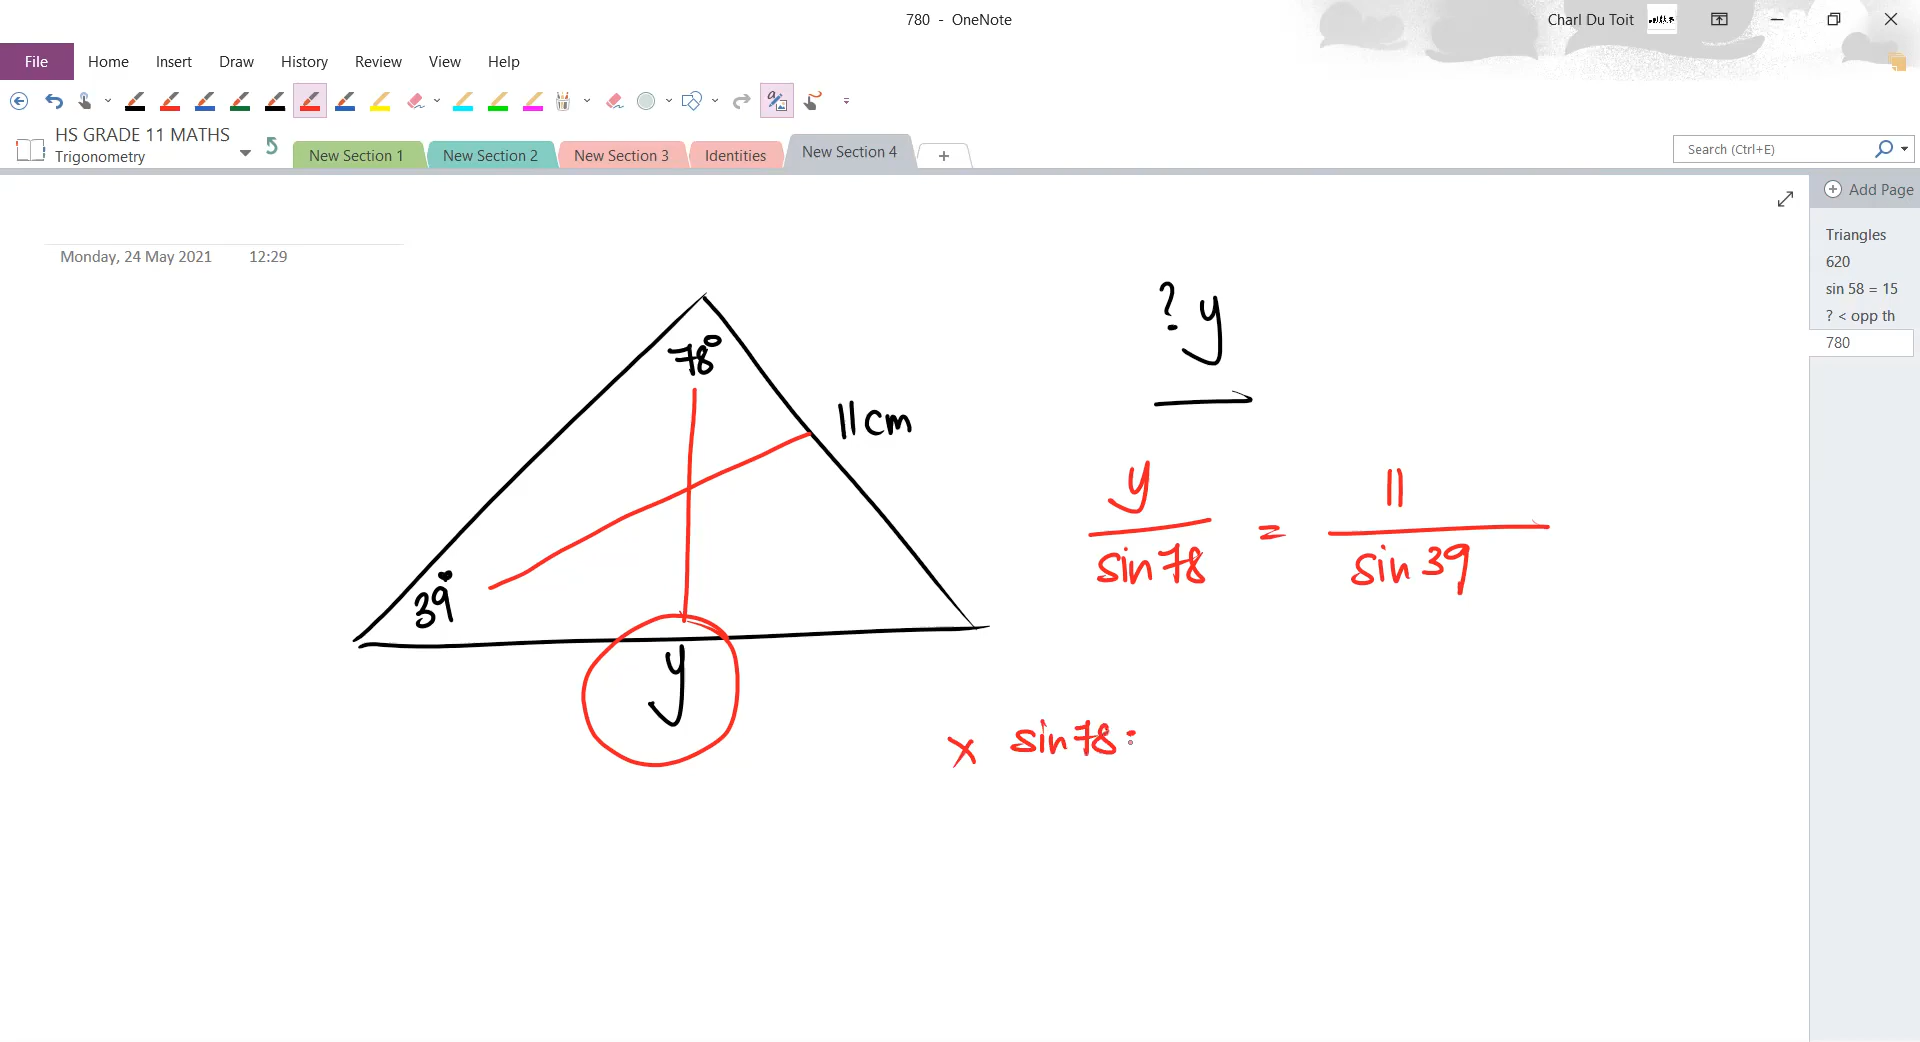 780 - OneNote
Charl Du Toit
File Home Insert Draw History Review View Help
HS GRADE 11 MATHS
Trigonometry
New Section 1 New Section 2 New Section 3 Identities New Section 4 +
Search (Ctrl+E)
Add Page
Triangles
620
sin 58 = 15
? < opp th
780
Monday, 24 May 2021 12:29
78°
11cm
39°
y
? y
y
sin 78
=
11
sin 39
x sin 78 :